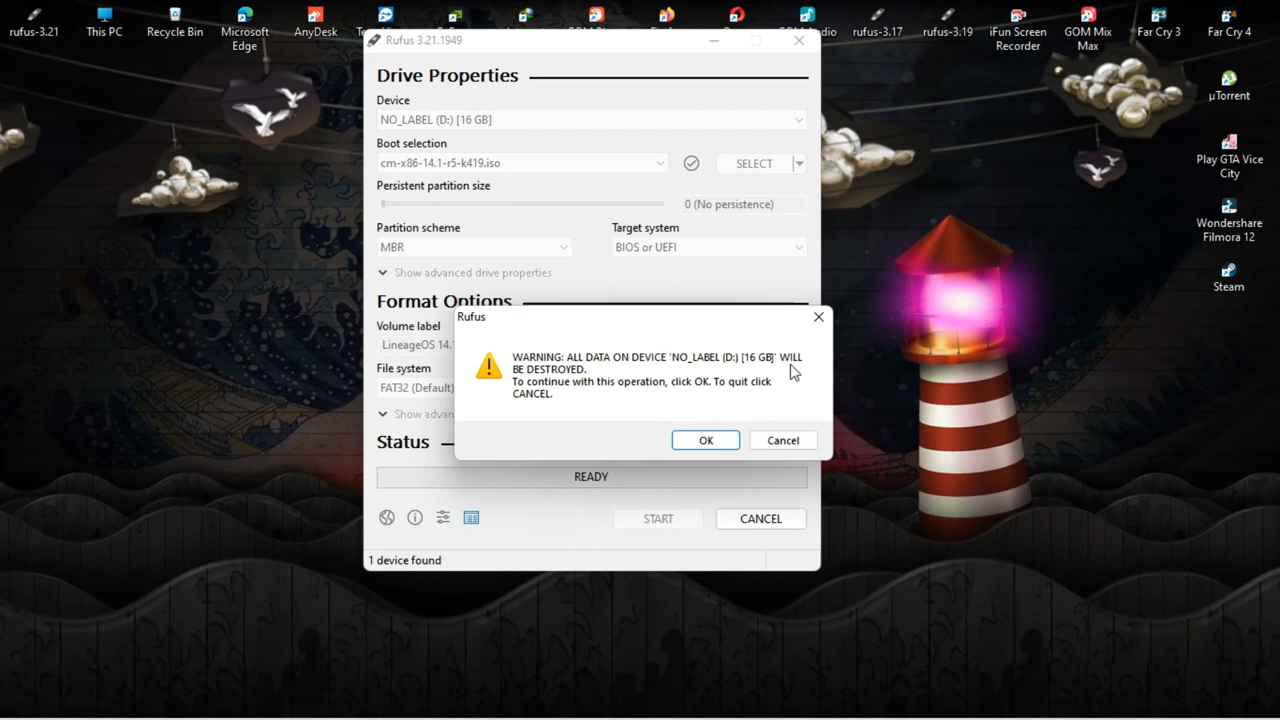 rufus-3.21
This PC
Recycle Bin
Microsoft
Edge
AnyDesk
rufus-3.17
rufus-3.19
iFun Screen
Recorder
GOM Mix
Max
Far Cry 3
Far Cry 4
µTorrent
Play GTA Vice
City
Wondershare
Filmora 12
Steam
Rufus 3.21.1949
Drive Properties
Device
NO_LABEL (D:) [16 GB]
Boot selection
cm-x86-14.1-r5-k419.iso
SELECT
Persistent partition size
0 (No persistence)
Partition scheme
Target system
MBR
BIOS or UEFI
Show advanced drive properties
Format Options
Volume label
LineageOS 14.
File system
FAT32 (Default)
Show advan
Status
READY
START
CANCEL
1 device found
Rufus
WARNING: ALL DATA ON DEVICE 'NO_LABEL (D:) [16 GB]' WILL
BE DESTROYED.
To continue with this operation, click OK. To quit click
CANCEL.
OK
Cancel